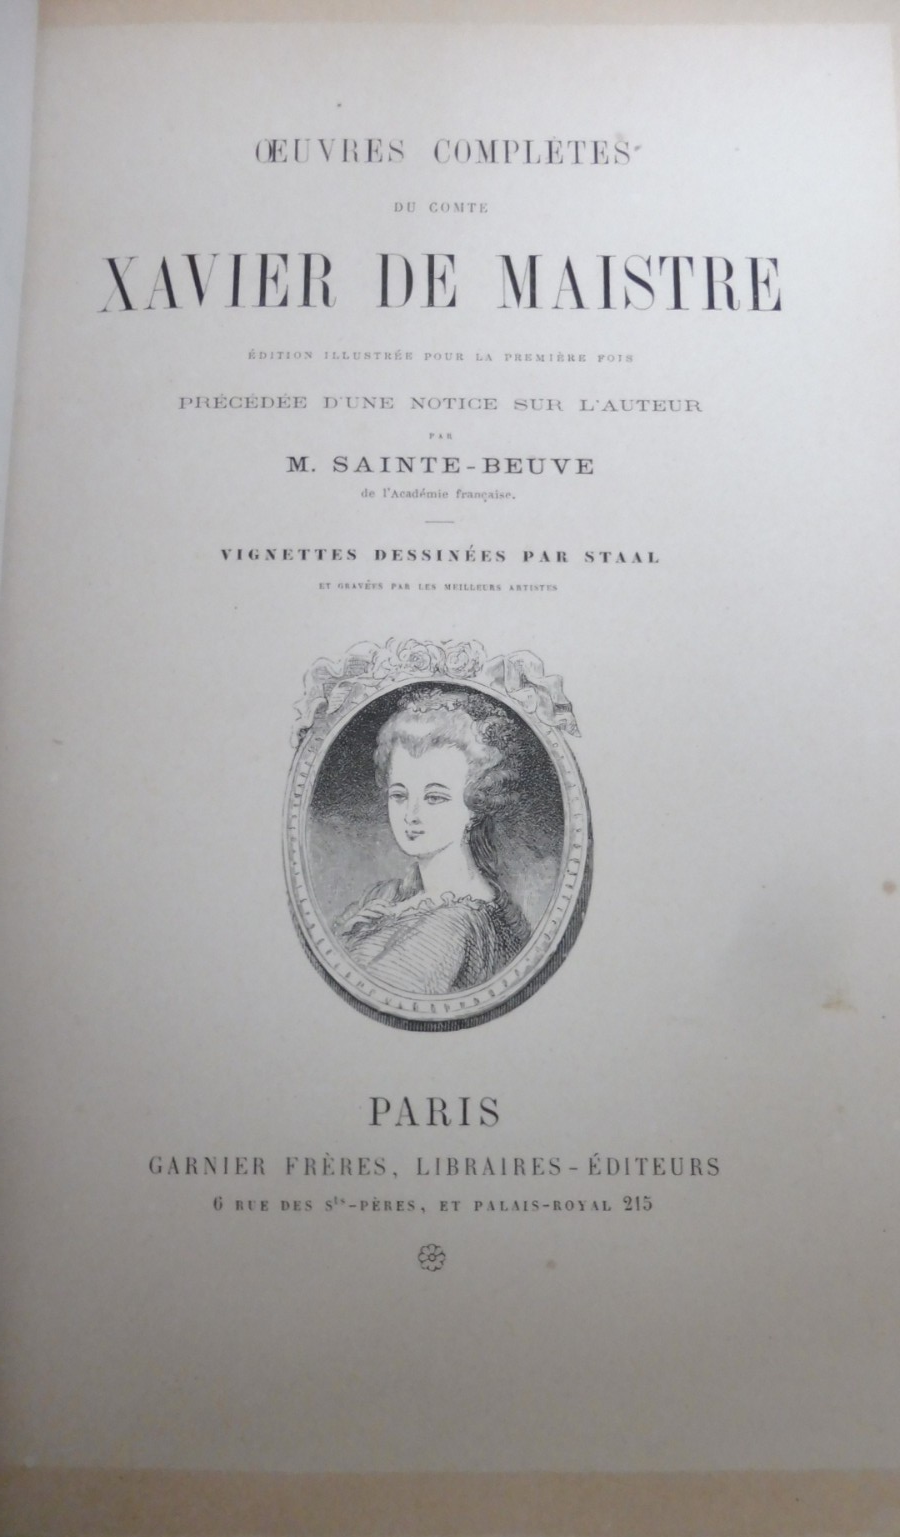 ŒUVRES COMPLÈTES
DU COMTE
XAVIER DE MAISTRE
ÉDITION ILLUSTRÉE POUR LA PREMIÈRE FOIS
PRÉCÉDÉE D'UNE NOTICE SUR L'AUTEUR
PAR
M. SAINTE-BEUVE
de l'Académie française.
VIGNETTES DESSINÉES PAR STAAL
ET GRAVÉES PAR LES MEILLEURS ARTISTES
PARIS
GARNIER FRÈRES, LIBRAIRES-ÉDITEURS
6 RUE DES Sts-PÈRES, ET PALAIS-ROYAL 215